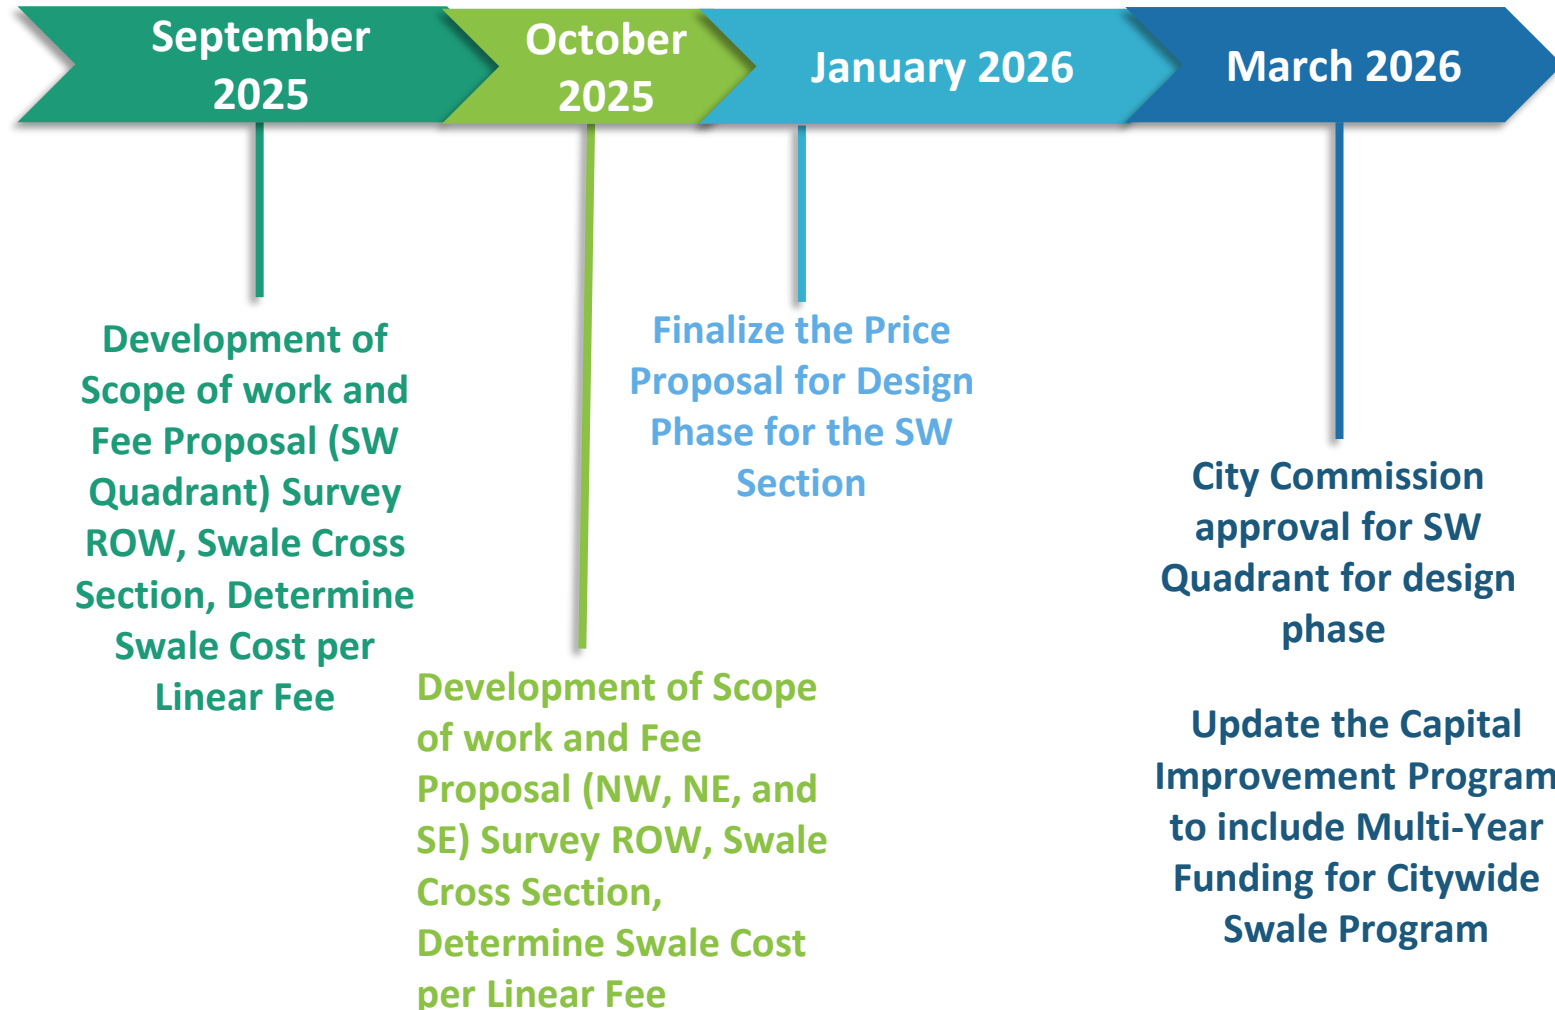 September
2025
October
2025
January 2026
March 2026
Development of
Scope of work and
Fee Proposal (SW
Quadrant) Survey
ROW, Swale Cross
Section, Determine
Swale Cost per
Linear Fee
Development of Scope
of work and Fee
Proposal (NW, NE, and
SE) Survey ROW, Swale
Cross Section,
Determine Swale Cost
per Linear Fee
Finalize the Price
Proposal for Design
Phase for the SW
Section
City Commission
approval for SW
Quadrant for design
phase
Update the Capital
Improvement Program
to include Multi-Year
Funding for Citywide
Swale Program